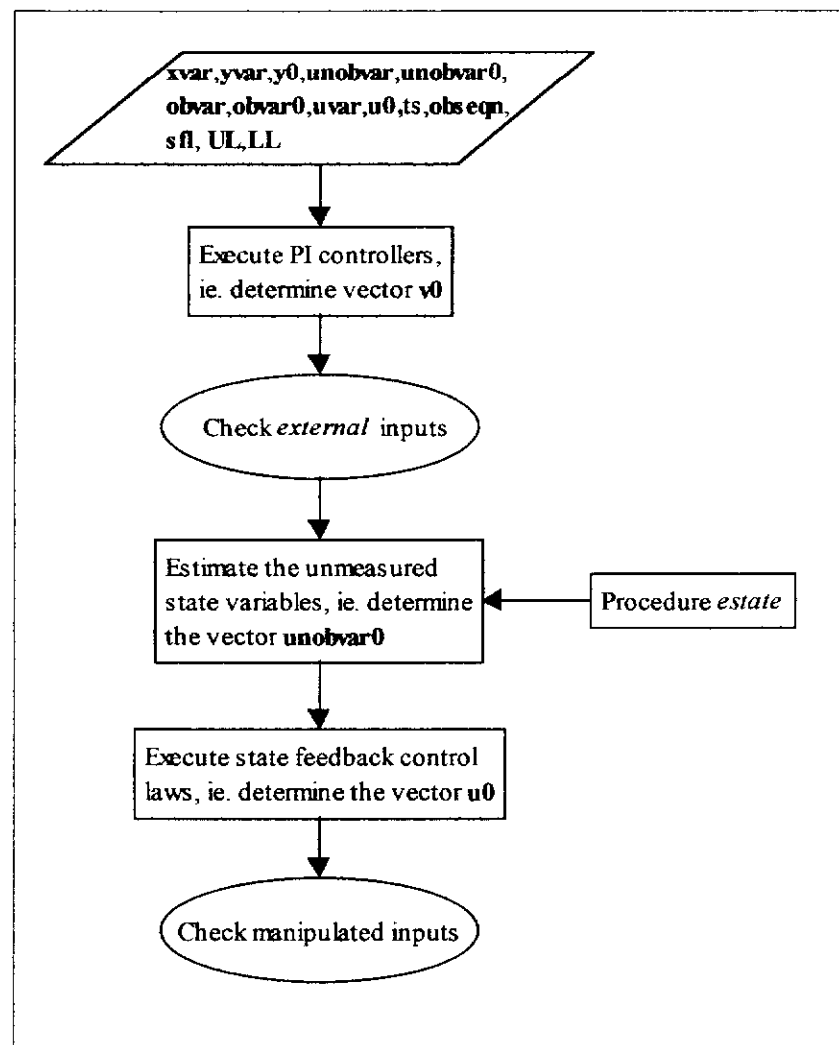 xvar,yvar,y0,unobvar,unobvar0,
obvar,obvar0,uvar,u0,ts,obseqn,
sfl, UL,LL
Execute PI controllers,
ie. determine vector v0
Check external inputs
Estimate the unmeasured
state variables, ie. determine
the vector unobvar0
Procedure estate
Execute state feedback control
laws, ie. determine the vector u0
Check manipulated inputs